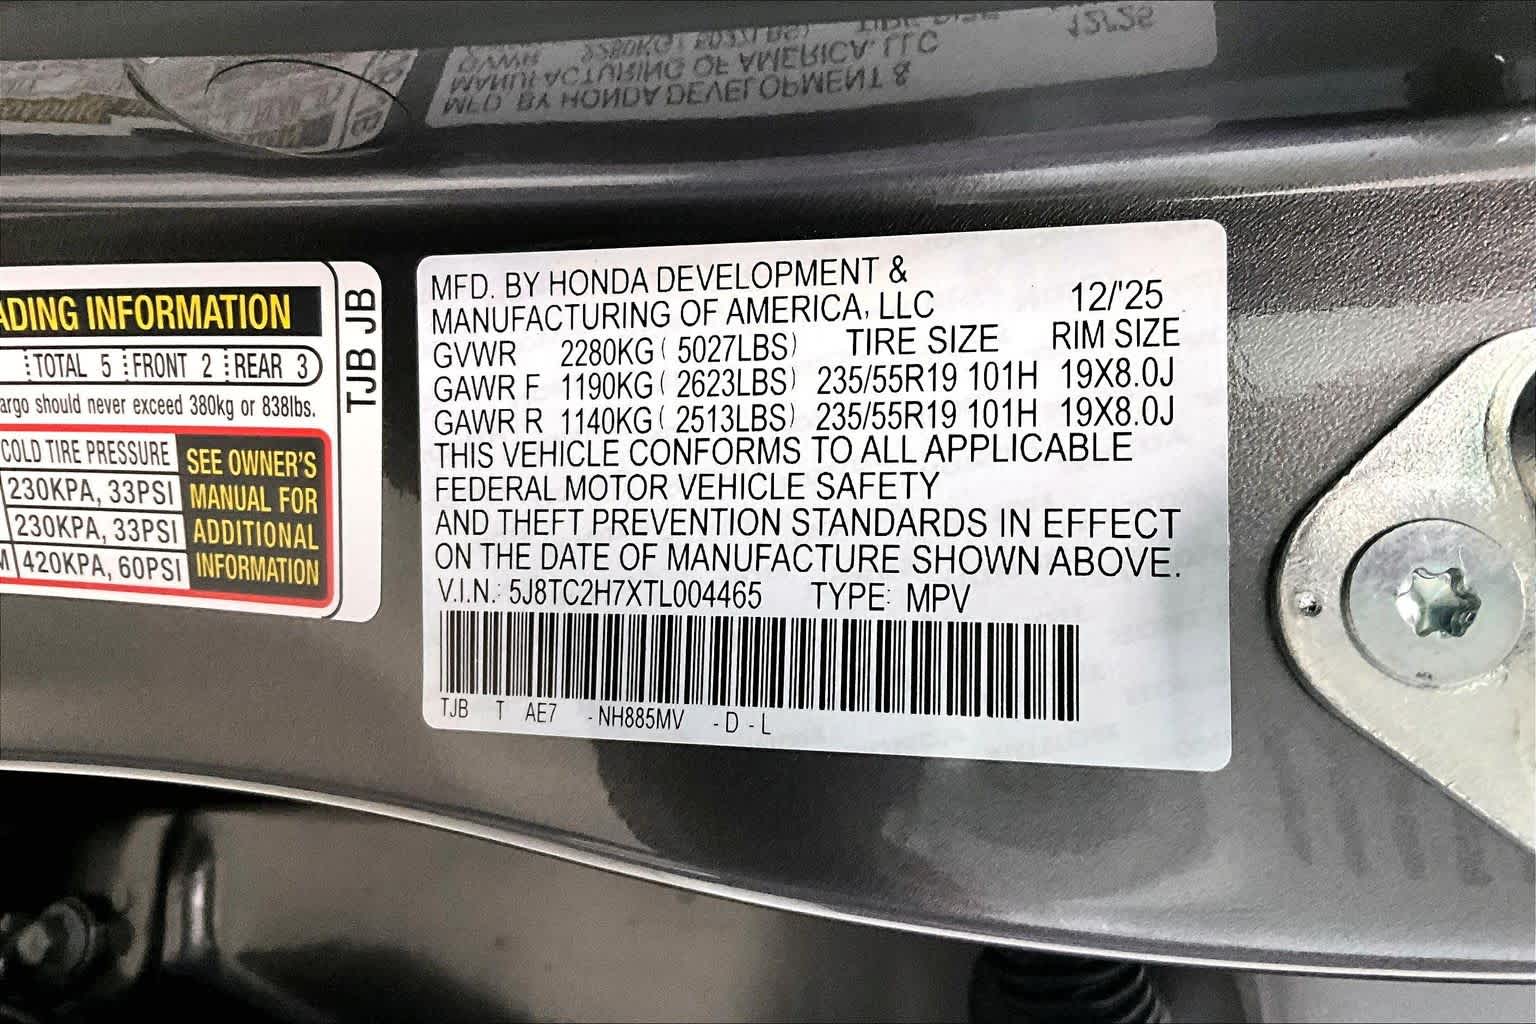 ADING INFORMATION
TOTAL 5 FRONT 2 REAR 3
argo should never exceed 380kg or 838lbs.
COLD TIRE PRESSURE
230KPA, 33PSI
230KPA, 33PSI
420KPA, 60PSI
SEE OWNER'S
MANUAL FOR
ADDITIONAL
INFORMATION
TJB JB
MFD. BY HONDA DEVELOPMENT &
MANUFACTURING OF AMERICA, LLC 12/'25
GVWR 2280KG ( 5027LBS) TIRE SIZE RIM SIZE
GAWR F 1190KG ( 2623LBS) 235/55R19 101H 19X8.0J
GAWR R 1140KG ( 2513LBS) 235/55R19 101H 19X8.0J
THIS VEHICLE CONFORMS TO ALL APPLICABLE
FEDERAL MOTOR VEHICLE SAFETY
AND THEFT PREVENTION STANDARDS IN EFFECT
ON THE DATE OF MANUFACTURE SHOWN ABOVE.
V.I.N.: 5J8TC2H7XTL004465 TYPE: MPV
TJB T AE7 - NH885MV - D - L